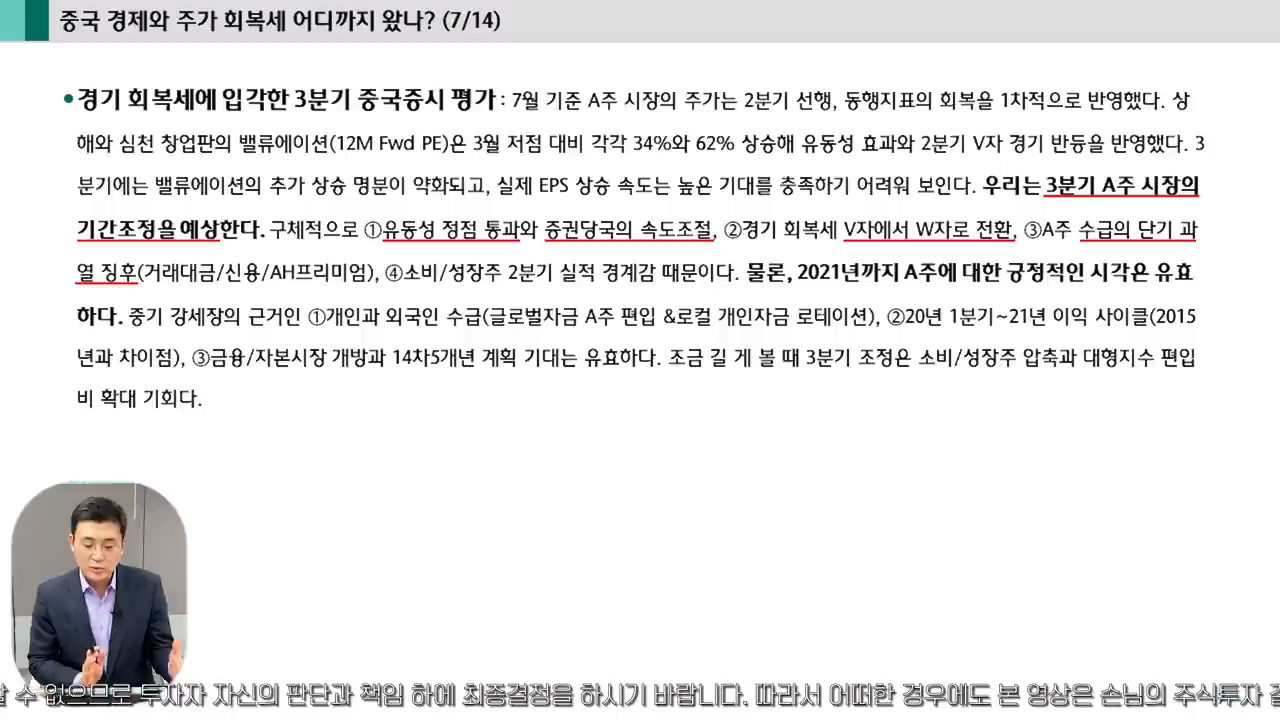 중국 경제와 주가 회복세 어디까지 왔나? (7/14)
•경기 회복세에 입각한 3분기 중국증시 평가 : 7월 기준 A주 시장의 주가는 2분기 선행, 동행지표의 회복을 1차적으로 반영했다. 상
해와 심천 창업판의 밸류에이션(12M Fwd PE)은 3월 저점 대비 각각 34%와 62% 상승해 유동성 효과와 2분기 V자 경기 반등을 반영했다. 3
분기에는 밸류에이션의 추가 상승 명분이 약화되고, 실제 EPS 상승 속도는 높은 기대를 충족하기 어려워 보인다. 우리는 3분기 A주 시장의
기간조정을 예상한다. 구체적으로 ①유동성 정점 통과와 증권당국의 속도조절, ②경기 회복세 V자에서 W자로 전환, ③A주 수급의 단기 과
열 징후(거래대금/신용/AH프리미엄), ④소비/성장주 2분기 실적 경계감 때문이다. 물론, 2021년까지 A주에 대한 긍정적인 시각은 유효
하다. 중기 강세장의 근거인 ①개인과 외국인 수급(글로벌자금 A주 편입 &로컬 개인자금 로테이션), ②20년 1분기~21년 이익 사이클(2015
년과 차이점), ③금융/자본시장 개방과 14차5개년 계획 기대는 유효하다. 조금 길 게 볼 때 3분기 조정은 소비/성장주 압축과 대형지수 편입
비 확대 기회다.
수 없으므로 투자자 자신의 판단과 책임 하에 최종결정을 하시기 바랍니다. 따라서 어떠한 경우에도 본 영상은 손님의 주식투자